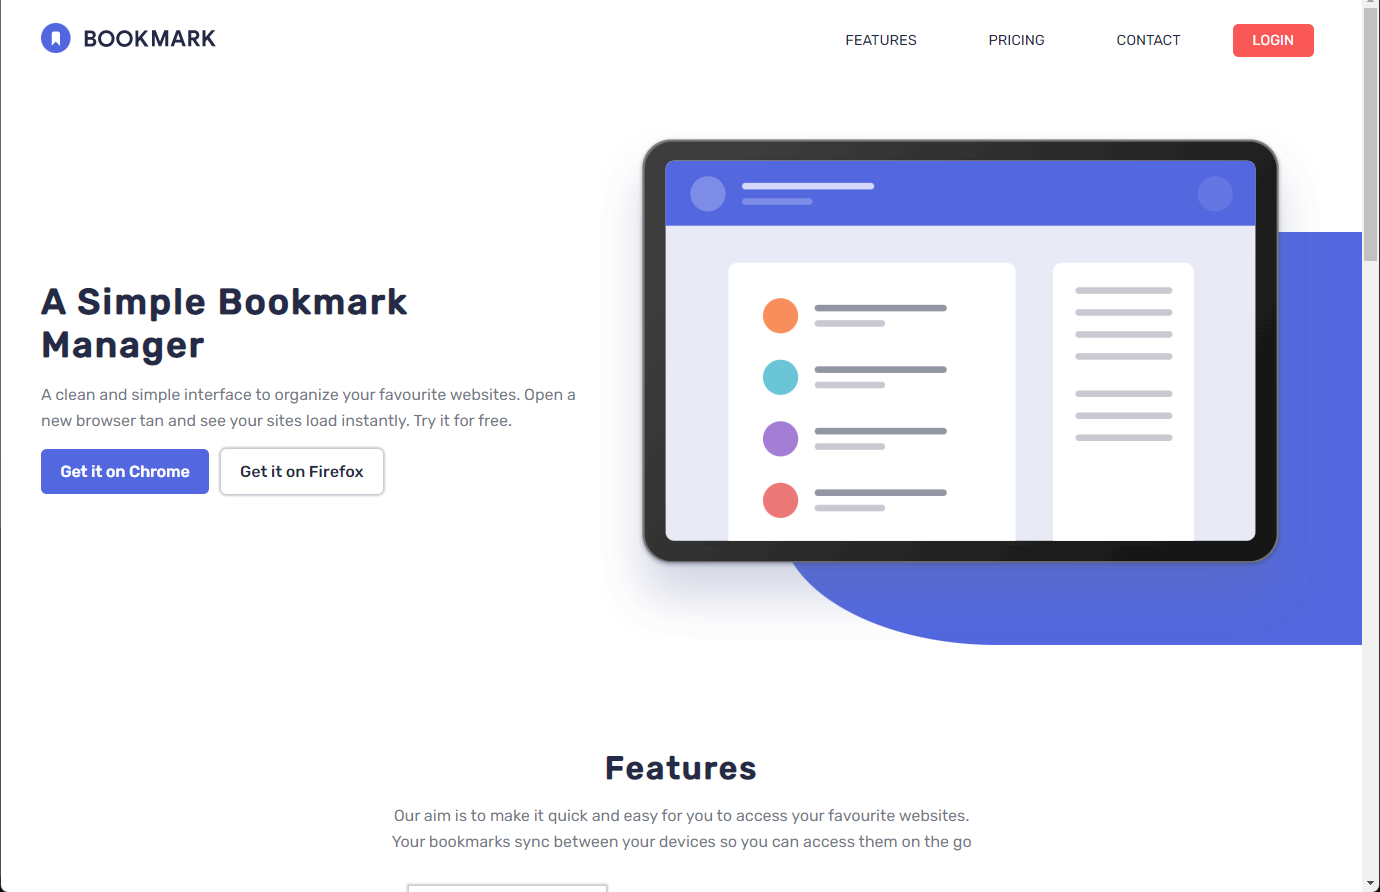 BOOKMARK
FEATURES
PRICING
CONTACT
LOGIN
A Simple Bookmark
Manager
A clean and simple interface to organize your favourite websites. Open a
new browser tan and see your sites load instantly. Try it for free.
Get it on Chrome
Get it on Firefox
Features
Our aim is to make it quick and easy for you to access your favourite websites.
Your bookmarks sync between your devices so you can access them on the go